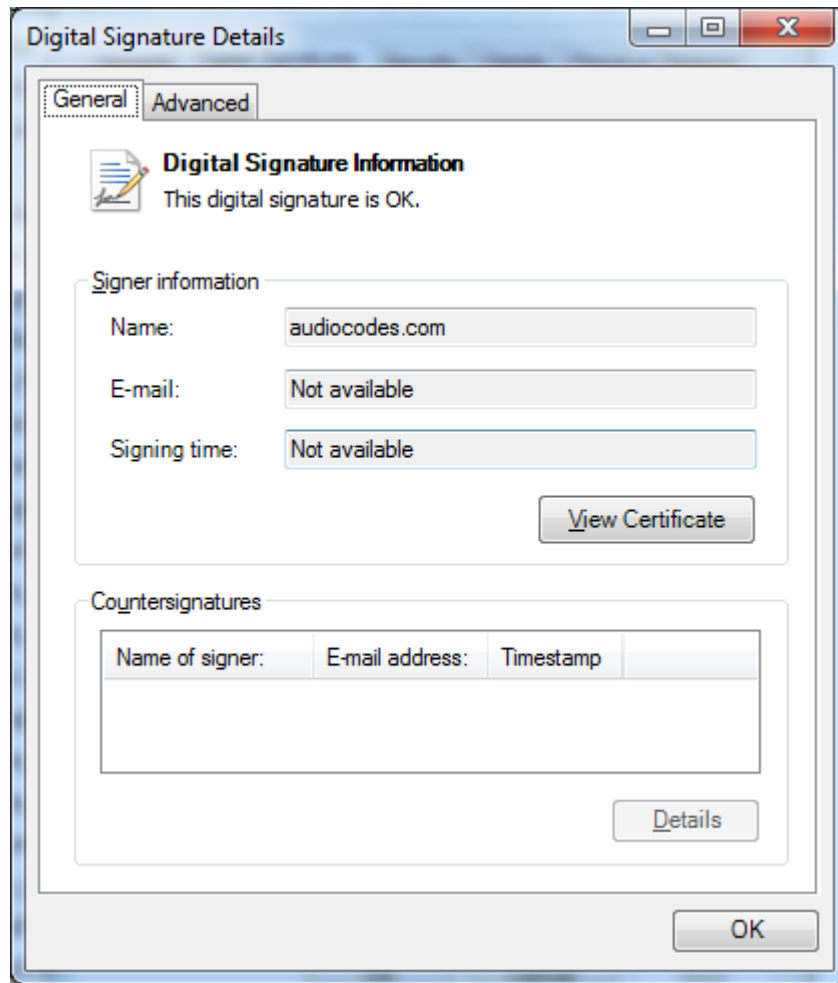 Digital Signature Details
General Advanced
Digital Signature Information
This digital signature is OK.
Signer information
Name: audiocodes.com
E-mail: Not available
Signing time: Not available
View Certificate
Countersignatures
Name of signer: E-mail address: Timestamp
Details
OK